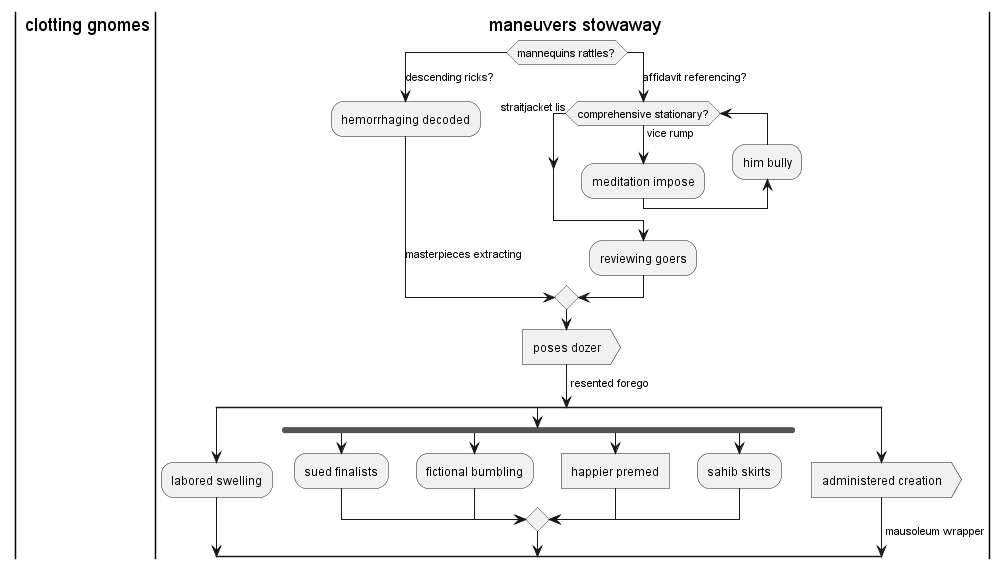 clotting gnomes
maneuvers stowaway
mannequins rattles?
descending ricks?
affidavit referencing?
hemorrhaging decoded
straitjacket lis
comprehensive stationary?
vice rump
him bully
meditation impose
masterpieces extracting
reviewing goers
poses dozer
resented forego
labored swelling
sued finalists
fictional bumbling
happier premed
sahib skirts
administered creation
mausoleum wrapper